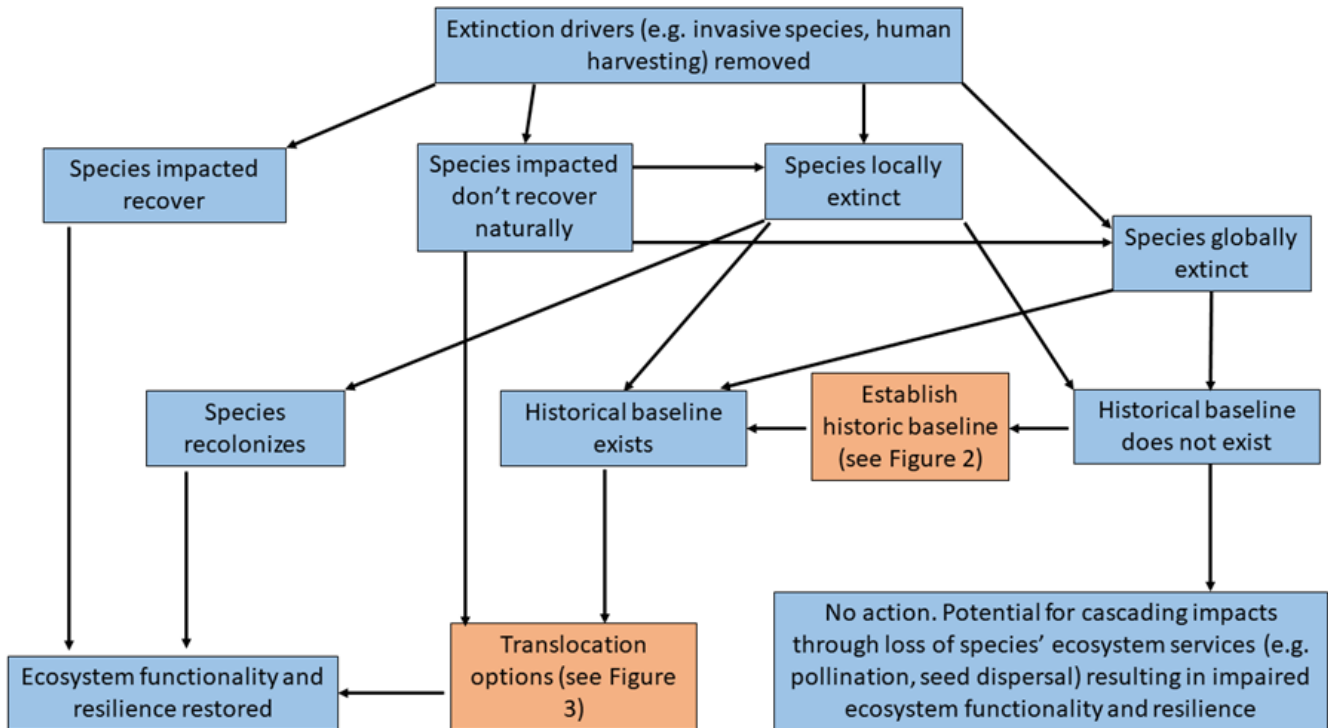 Extinction drivers (e.g. invasive species, human
harvesting) removed
Species impacted
recover
Species impacted
don’t recover
naturally
Species locally
extinct
Species globally
extinct
Species
recolonizes
Historical baseline
exists
Establish
historic baseline
(see Figure 2)
Historical baseline
does not exist
Ecosystem functionality and
resilience restored
Translocation
options (see Figure
3)
No action. Potential for cascading impacts
through loss of species’ ecosystem services (e.g.
pollination, seed dispersal) resulting in impaired
ecosystem functionality and resilience